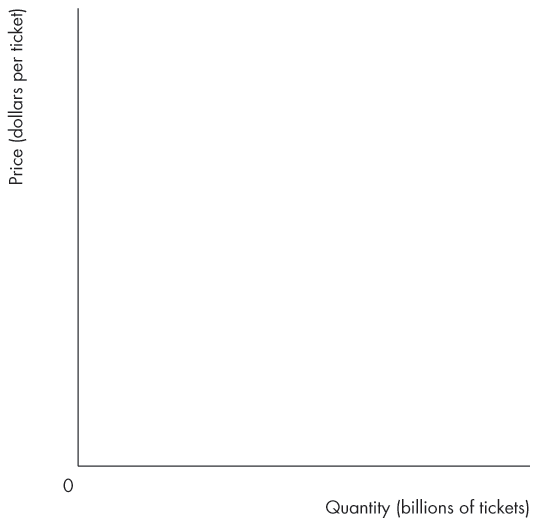 Price (dollars per ticket)
0
Quantity (billions of tickets)